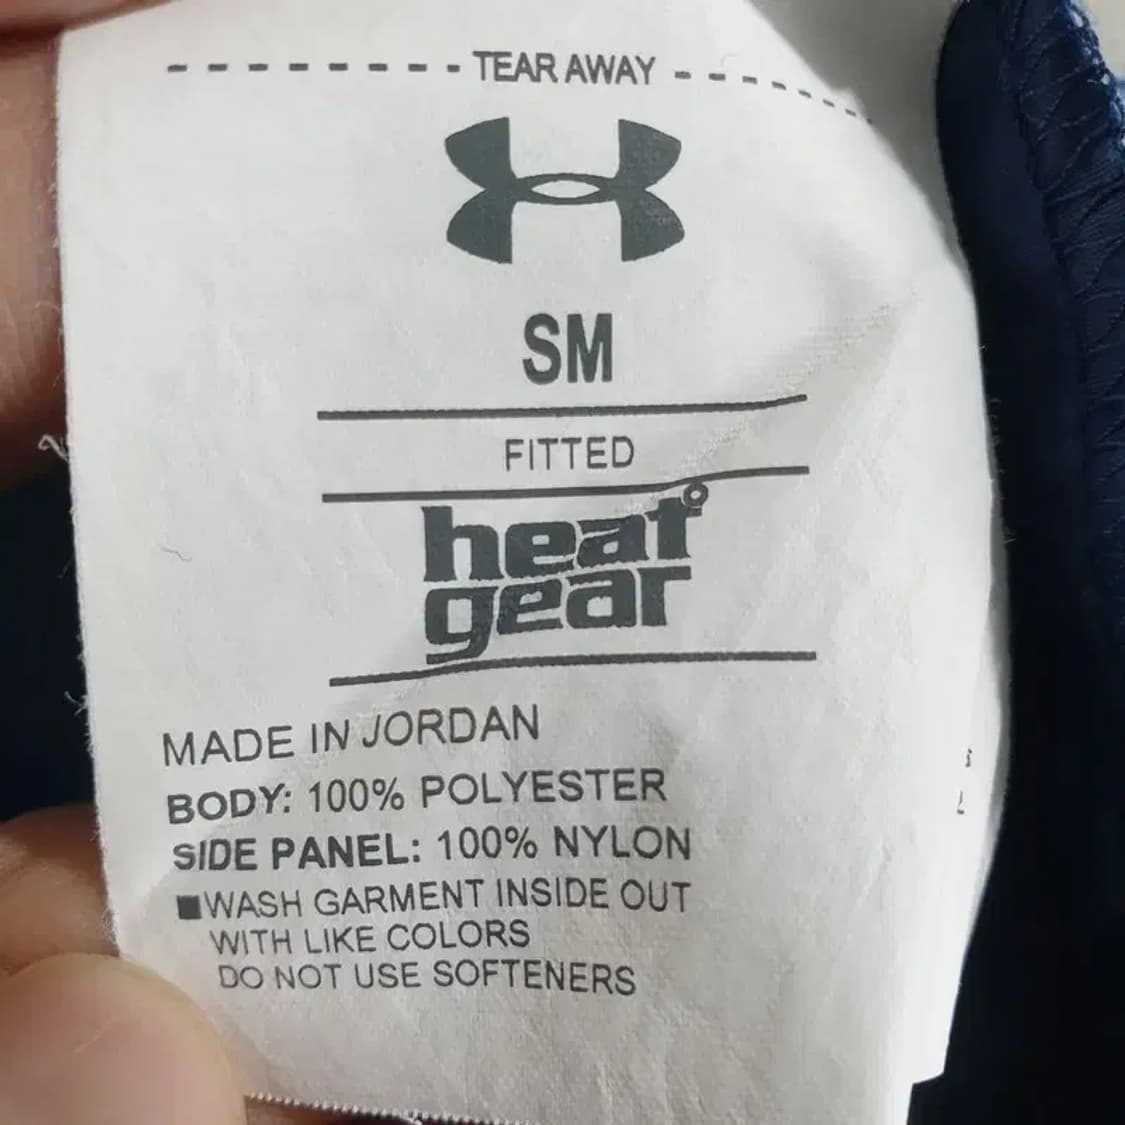 TEAR AWAY
SM
FITTED
heat
gear
MADE IN JORDAN
BODY: 100% POLYESTER
SIDE PANEL: 100% NYLON
■WASH GARMENT INSIDE OUT
WITH LIKE COLORS
DO NOT USE SOFTENERS